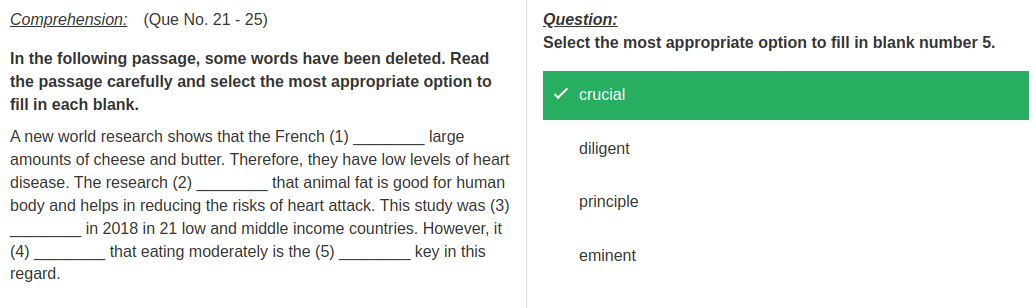 Comprehension: (Que No. 21 - 25)
In the following passage, some words have been deleted. Read
the passage carefully and select the most appropriate option to
fill in each blank.
A new world research shows that the French (1) ________ large
amounts of cheese and butter. Therefore, they have low levels of heart
disease. The research (2) ________ that animal fat is good for human
body and helps in reducing the risks of heart attack. This study was (3)
________ in 2018 in 21 low and middle income countries. However, it
(4) ________ that eating moderately is the (5) ________ key in this
regard.
Question:
Select the most appropriate option to fill in blank number 5.
crucial
diligent
principle
eminent